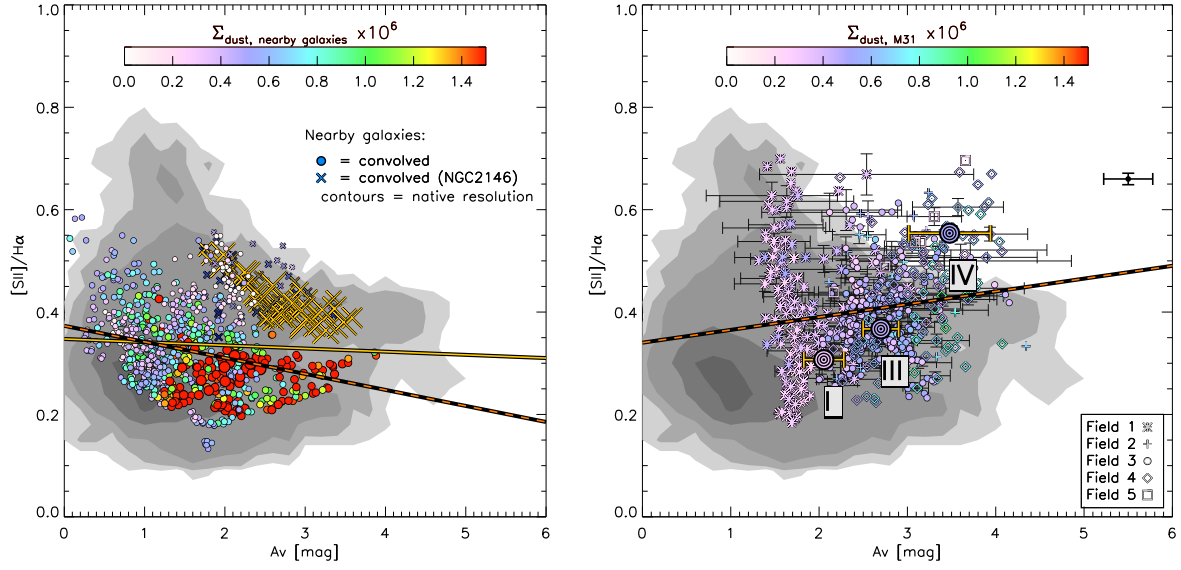 Σdust, nearby galaxies ×10⁶
0.0 0.2 0.4 0.6 0.8 1.0 1.2 1.4
Nearby galaxies:
= convolved
= convolved (NGC2146)
contours = native resolution
1.0
0.8
0.6
0.4
0.2
0.0
[SII]/Hα
0 1 2 3 4 5 6
Av [mag]
Σdust, M31 ×10⁶
0.0 0.2 0.4 0.6 0.8 1.0 1.2 1.4
IV
III
I
Field 1
Field 2
Field 3
Field 4
Field 5
1.0
0.8
0.6
0.4
0.2
0.0
[SII]/Hα
0 1 2 3 4 5 6
Av [mag]